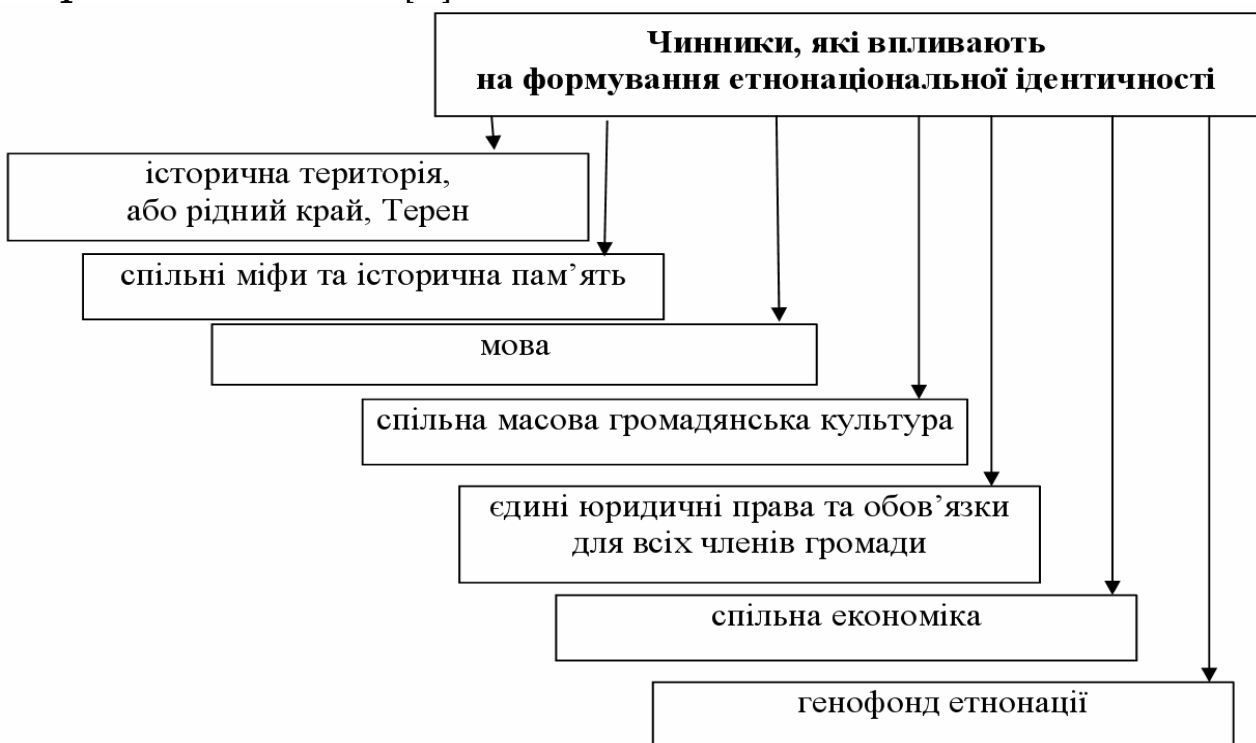 Чинники, які впливають
на формування етнонаціональної ідентичності
історична територія,
або рідний край, Терен
спільні міфи та історична пам’ять
мова
спільна масова громадянська культура
єдині юридичні права та обов’язки
для всіх членів громади
спільна економіка
генофонд етнонації